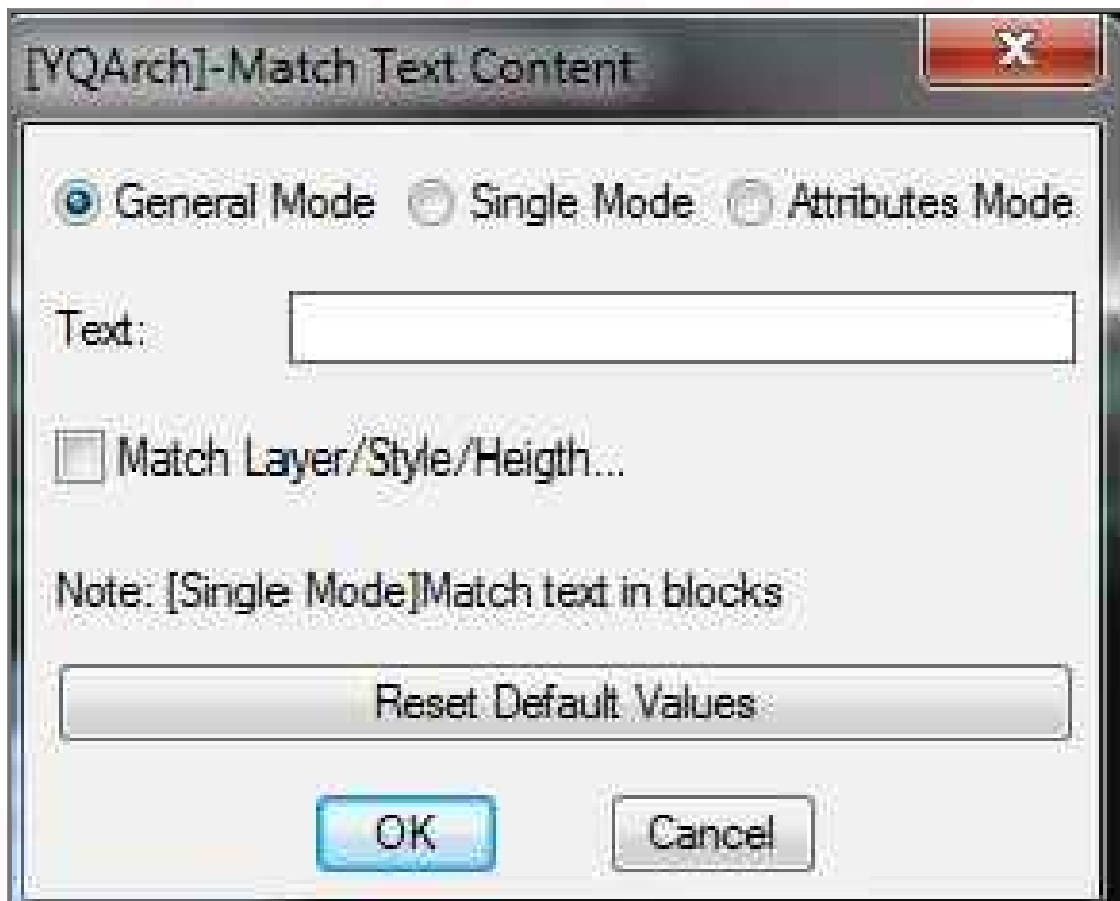 [YQArch]-Match Text Content
General Mode Single Mode Attributes Mode
Text:
Match Layer/Style/Heigth...
Note: [Single Mode]Match text in blocks
Reset Default Values
OK Cancel